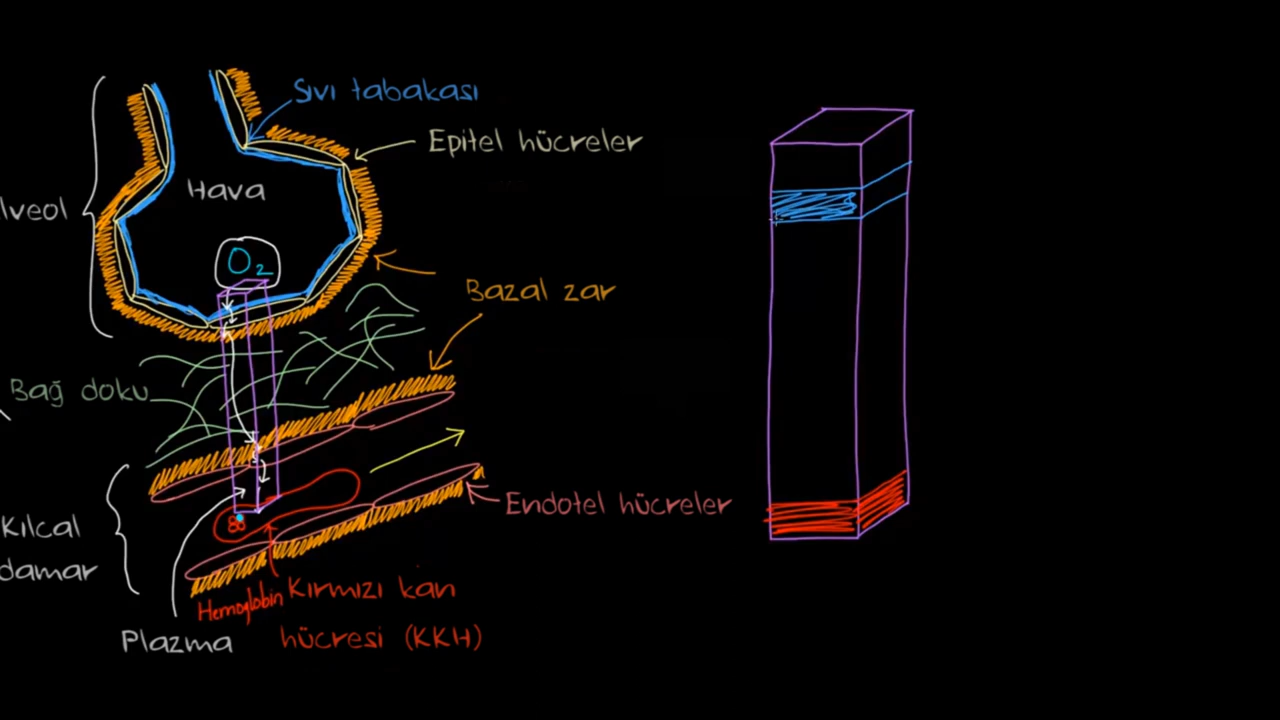 Sıvı tabakası
Epitel hücreler
Hava
lveol
O₂
Bazal zar
Bağ doku
Endotel hücreler
Kılcal
damar
Hemoglobin
Kırmızı kan
hücresi (KKH)
Plazma